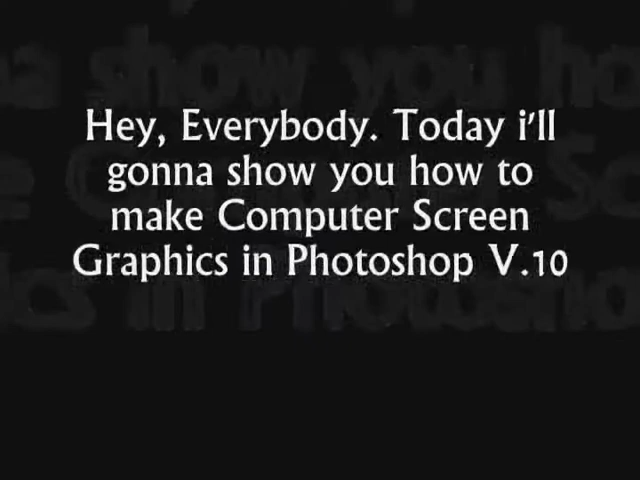 Hey, Everybody. Today i'll
gonna show you how to
make Computer Screen
Graphics in Photoshop V.10